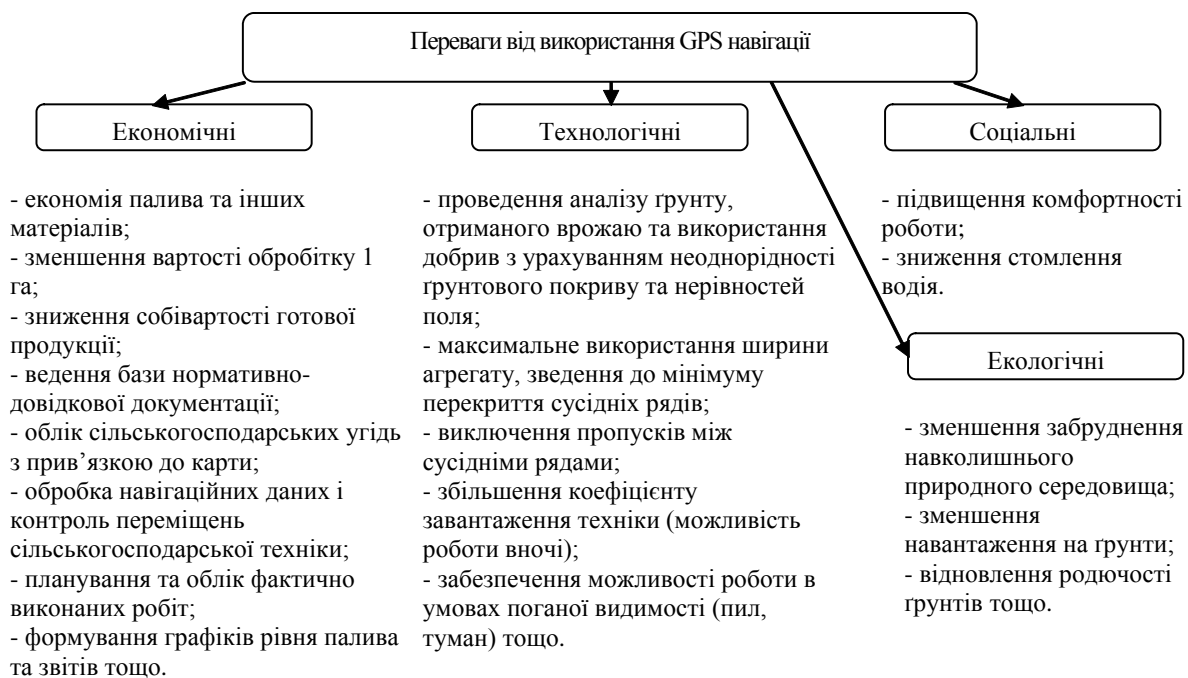 Переваги від використання GPS навігації
Економічні
- економія палива та інших
матеріалів;
- зменшення вартості обробітку 1
га;
- зниження собівартості готової
продукції;
- ведення бази нормативно-
довідкової документації;
- облік сільськогосподарських угідь
з прив’язкою до карти;
- обробка навігаційних даних і
контроль переміщень
сільськогосподарської техніки;
- планування та облік фактично
виконаних робіт;
- формування графіків рівня палива
та звітів тощо.
Технологічні
- проведення аналізу ґрунту,
отриманого врожаю та використання
добрив з урахуванням неоднорідності
ґрунтового покриву та нерівностей
поля;
- максимальне використання ширини
агрегату, зведення до мінімуму
перекриття сусідніх рядів;
- виключення пропусків між
сусідніми рядами;
- збільшення коефіцієнту
завантаження техніки (можливість
роботи вночі);
- забезпечення можливості роботи в
умовах поганої видимості (пил,
туман) тощо.
Соціальні
- підвищення комфортності
роботи;
- зниження стомлення
водія.
Екологічні
- зменшення забруднення
навколишнього
природного середовища;
- зменшення
навантаження на ґрунти;
- відновлення родючості
ґрунтів тощо.